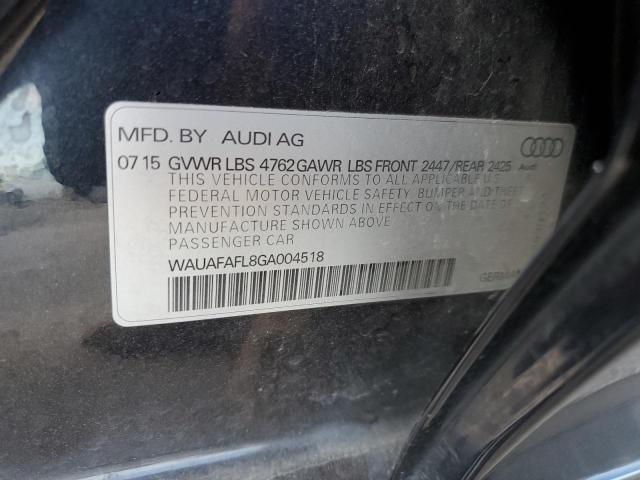 MFD. BY AUDI AG
07 15 GVWR LBS 4762 GAWR LBS FRONT 2447/REAR 2425 Audi
THIS VEHICLE CONFORMS TO ALL APPLICABLE U.S.
FEDERAL MOTOR VEHICLE SAFETY, BUMPER AND THEFT
PREVENTION STANDARDS IN EFFECT ON THE DATE OF
MANUFACTURE SHOWN ABOVE
PASSENGER CAR
WAUAFAFL8GA004518
GERMAN